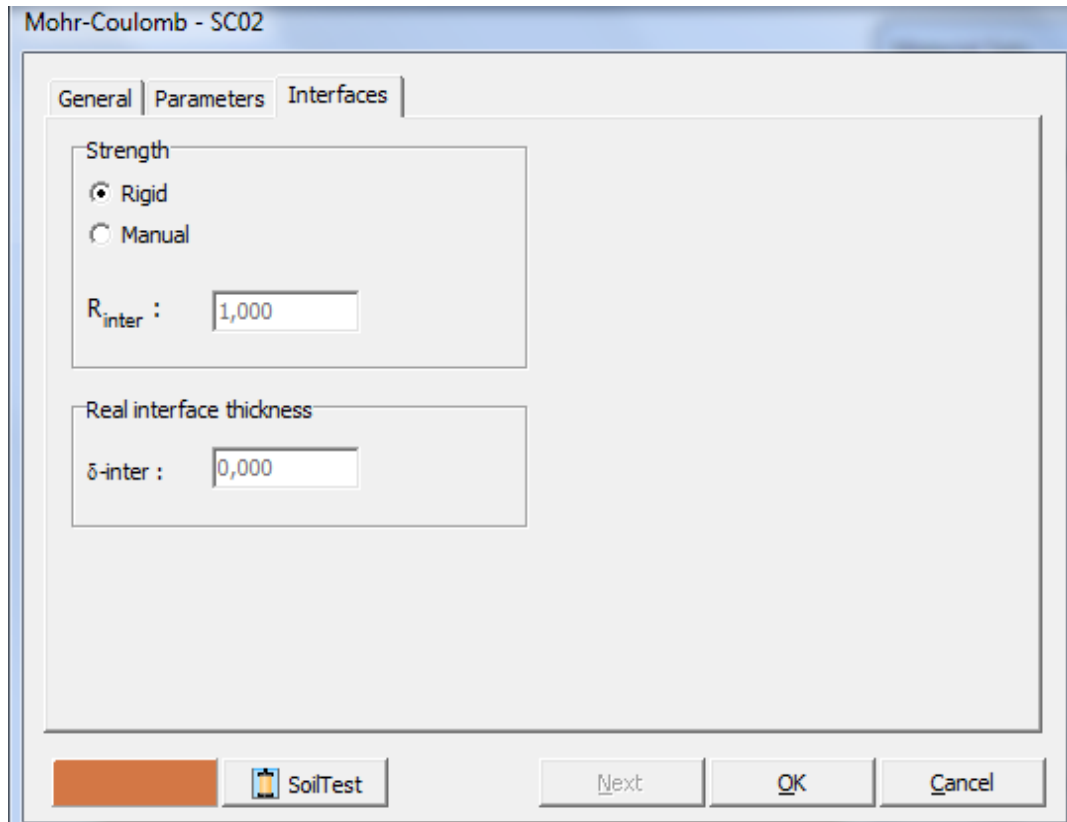 Mohr-Coulomb - SC02
General Parameters Interfaces
Strength
Rigid
Manual
Rinter : 1,000
Real interface thickness
δ-inter : 0,000
SoilTest Next OK Cancel